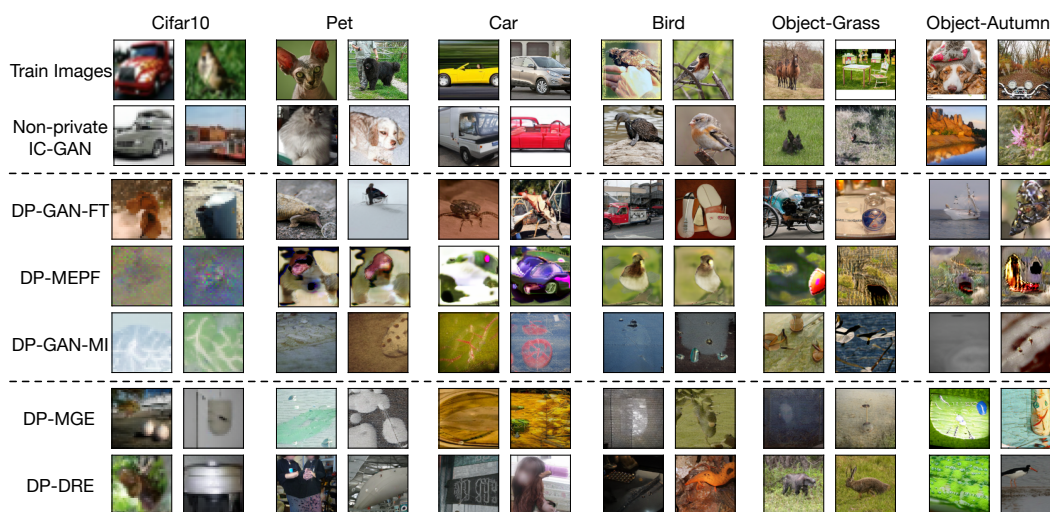 Cifar10 Pet Car Bird Object-Grass Object-Autumn
Train Images
Non-private
IC-GAN
DP-GAN-FT
DP-MEPF
DP-GAN-MI
DP-MGE
DP-DRE